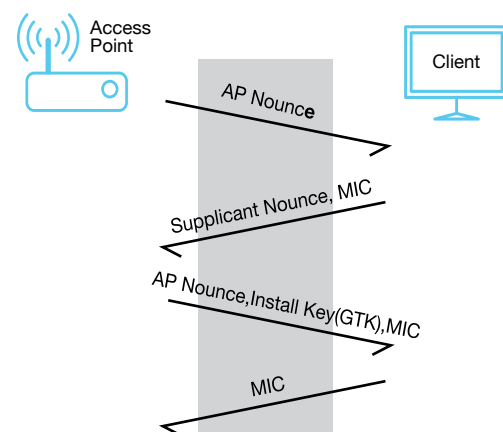 Access
Point
Client
AP Nounce
Supplicant Nounce, MIC
AP Nounce,Install Key(GTK),MIC
MIC